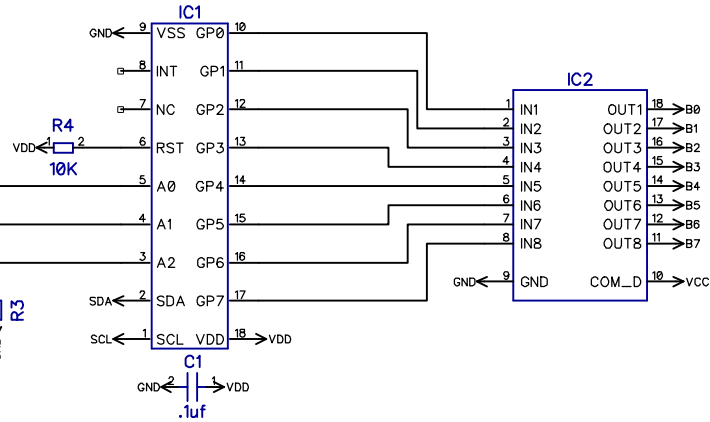 IC1
GND 9 VSS GP0 10
8 INT GP1 11
7 NC GP2 12
R4
VDD 1 2 6 RST GP3 13
10K
5 A0 GP4 14
4 A1 GP5 15
3 A2 GP6 16
SDA 2 SDA GP7 17
SCL 1 SCL VDD 18 VDD
R3
C1
GND 2 1 VDD
.1uf
IC2
1 IN1 OUT1 18 B0
2 IN2 OUT2 17 B1
3 IN3 OUT3 16 B2
4 IN4 OUT4 15 B3
5 IN5 OUT5 14 B4
6 IN6 OUT6 13 B5
7 IN7 OUT7 12 B6
8 IN8 OUT8 11 B7
GND 9 GND COM_D 10 VCC